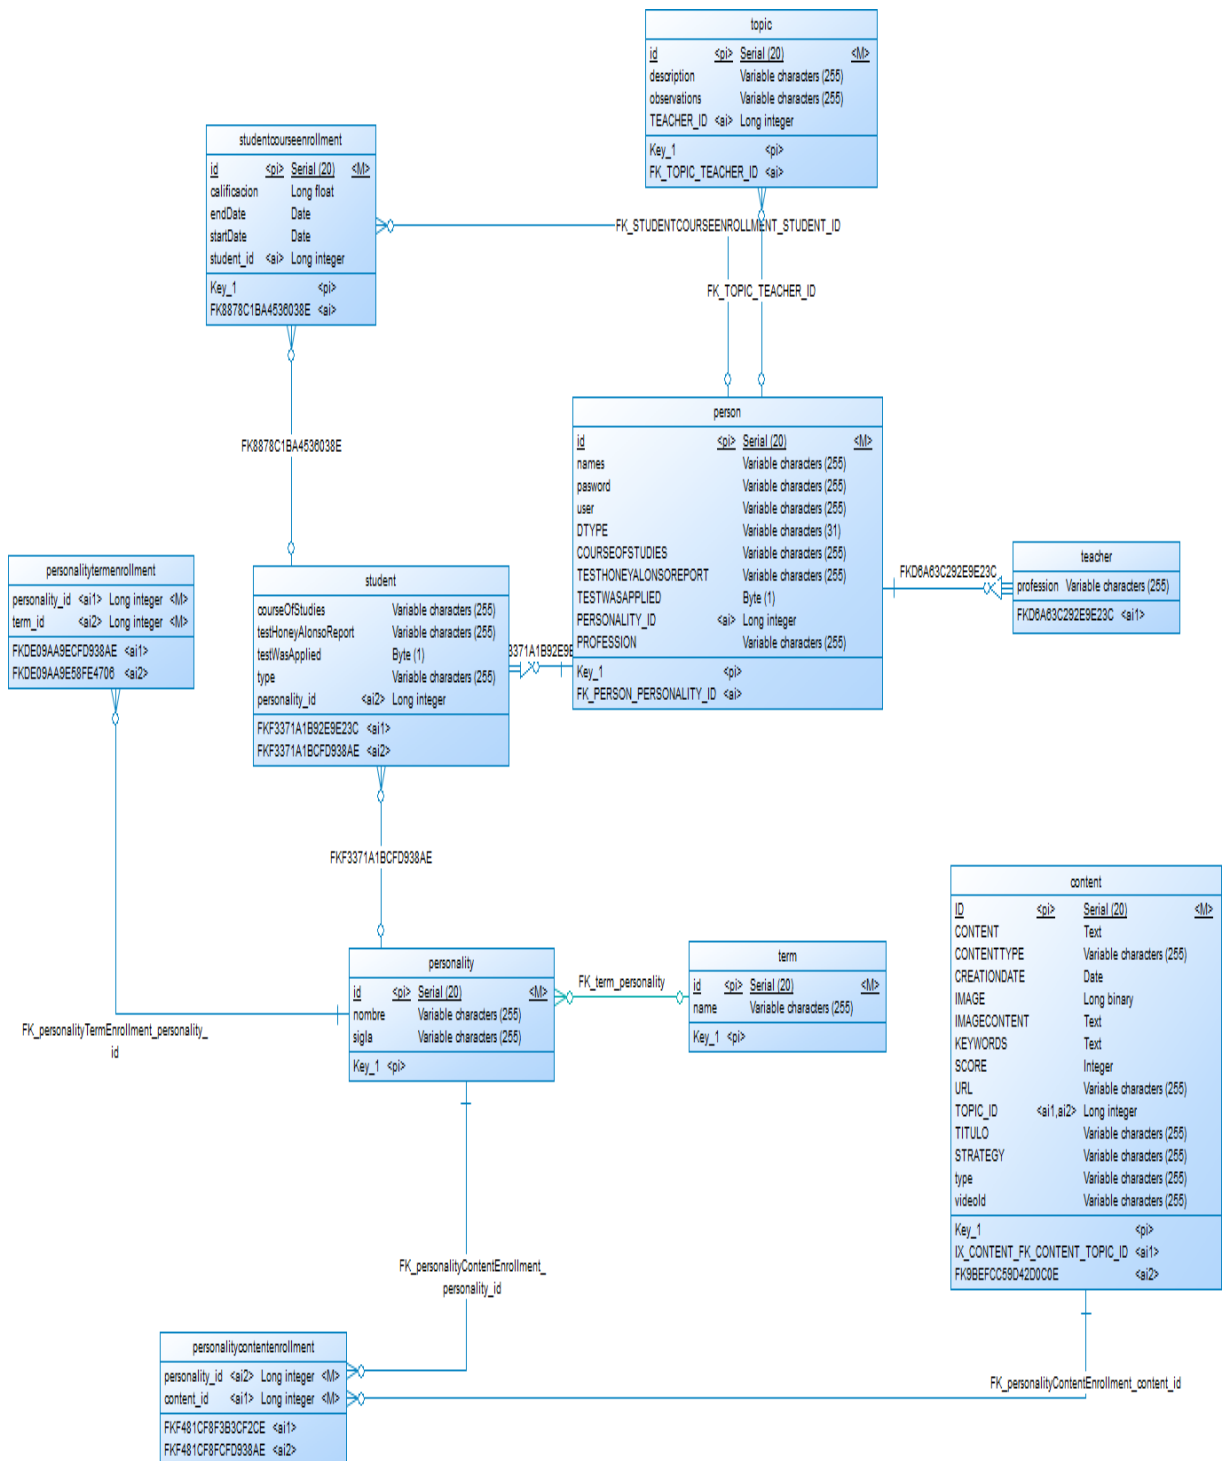 topic
id <pi> Serial (20) <M>
description Variable characters (255)
observations Variable characters (255)
TEACHER_ID <ai> Long integer
Key_1 <pi>
FK_TOPIC_TEACHER_ID <ai>
studentcourseenrollment
id <pi> Serial (20) <M>
calificacion Long float
endDate Date
startDate Date
student_id <ai> Long integer
Key_1 <pi>
FK8878C1BA4536038E <ai>
FK_STUDENTCOURSEENROLLMENT_STUDENT_ID
FK_TOPIC_TEACHER_ID
FK8878C1BA4536038E
person
id <pi> Serial (20) <M>
names Variable characters (255)
pasword Variable characters (255)
user Variable characters (255)
DTYPE Variable characters (31)
COURSEOFSTUDIES Variable characters (255)
TESTHONEYALONSOREPORT Variable characters (255)
TESTWASAPPLIED Byte (1)
PERSONALITY_ID <ai> Long integer
PROFESSION Variable characters (255)
Key_1 <pi>
FK_PERSON_PERSONALITY_ID <ai>
FKD6A63C292E9E23C
teacher
profession Variable characters (255)
FKD6A63C292E9E23C <ai1>
personalitytermenrollment
personality_id <ai1> Long integer <M>
term_id <ai2> Long integer <M>
FKDE09AA9ECFD938AE <ai1>
FKDE09AA9E58FE4706 <ai2>
student
courseOfStudies Variable characters (255)
testHoneyAlonsoReport Variable characters (255)
testWasApplied Byte (1)
type Variable characters (255)
personality_id <ai2> Long integer
FKF3371A1B92E9E23C <ai1>
FKF3371A1BCFD938AE <ai2>
3371A1B92E9E
FKF3371A1BCFD938AE
personality
id <pi> Serial (20) <M>
nombre Variable characters (255)
sigla Variable characters (255)
Key_1 <pi>
FK_term_personality
term
id <pi> Serial (20) <M>
name Variable characters (255)
Key_1 <pi>
FK_personalityTermEnrollment_personality_
id
content
ID <pi> Serial (20) <M>
CONTENT Text
CONTENTTYPE Variable characters (255)
CREATIONDATE Date
IMAGE Long binary
IMAGECONTENT Text
KEYWORDS Text
SCORE Integer
URL Variable characters (255)
TOPIC_ID <ai1,ai2> Long integer
TITULO Variable characters (255)
STRATEGY Variable characters (255)
type Variable characters (255)
videoId Variable characters (255)
Key_1 <pi>
IX_CONTENT_FK_CONTENT_TOPIC_ID <ai1>
FK9BEFCC59D42D0C0E <ai2>
FK_personalityContentEnrollment_
personality_id
personalitycontentenrollment
personality_id <ai2> Long integer <M>
content_id <ai1> Long integer <M>
FKF481CF8F3B3CF2CE <ai1>
FKF481CF8FCFD938AE <ai2>
FK_personalityContentEnrollment_content_id